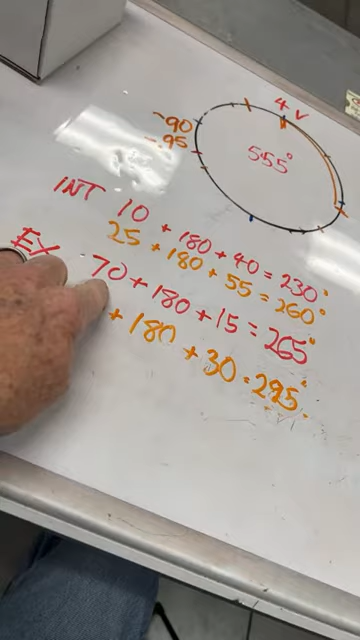 4 V
-90
-.95
555°
INT 10 + 180 + 40 = 230°
25 + 180 + 55 = 260°
EX 70 + 180 + 15 = 265°
+ 180 + 30 = 295°